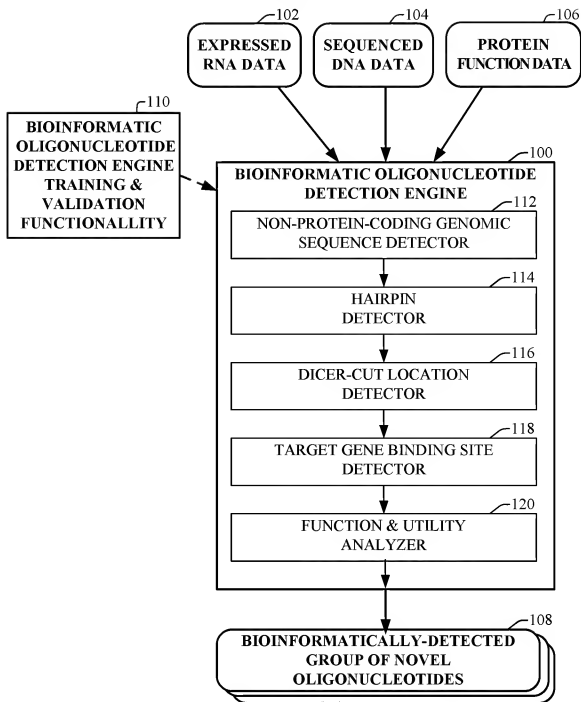 102
104
106
EXPRESSED
RNA DATA
SEQUENCED
DNA DATA
PROTEIN
FUNCTION DATA
110
BIOINFORMATIC
OLIGONUCLEOTIDE
DETECTION ENGINE
TRAINING &
VALIDATION
FUNCTIONALLITY
100
BIOINFORMATIC OLIGONUCLEOTIDE
DETECTION ENGINE
112
NON-PROTEIN-CODING GENOMIC
SEQUENCE DETECTOR
114
HAIRPIN
DETECTOR
116
DICER-CUT LOCATION
DETECTOR
118
TARGET GENE BINDING SITE
DETECTOR
120
FUNCTION & UTILITY
ANALYZER
108
BIOINFORMATICALLY-DETECTED
GROUP OF NOVEL
OLIGONUCLEOTIDES